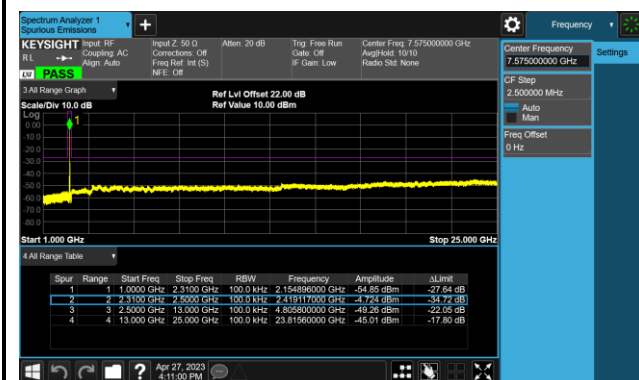 Spectrum Analyzer 1
Spurious Emissions
Frequency
KEYSIGHT
Input: RF
Input Z: 50 Ω
Atten: 20 dB
Trig: Free Run
Center Freq: 7.575000000 GHz
R L
Coupling: AC
Corrections: Off
Gate: Off
Avg|Hold: 10/10
Align: Auto
Freq Ref: Int (S)
IF Gain: Low
Radio Std: None
NFE: Off
LXI
PASS
Center Frequency
7.575000000 GHz
Settings
CF Step
2.500000 MHz
Auto
Man
Freq Offset
0 Hz
3 All Range Graph
Ref Lvl Offset 22.00 dB
Scale/Div 10.0 dB
Ref Value 10.00 dBm
Log
1
0.00
-10.0
-20.0
-30.0
-40.0
-50.0
-60.0
-70.0
-80.0
Start 1.000 GHz
Stop 25.000 GHz
4 All Range Table
Spur Range Start Freq Stop Freq RBW Frequency Amplitude ΔLimit
1 1 1.0000 GHz 2.3100 GHz 100.0 kHz 2.154896000 GHz -54.85 dBm -27.64 dB
2 2 2.3100 GHz 2.5000 GHz 100.0 kHz 2.419117000 GHz -4.724 dBm -34.72 dB
3 3 2.5000 GHz 13.000 GHz 100.0 kHz 4.805800000 GHz -49.26 dBm -22.05 dB
4 4 13.000 GHz 25.000 GHz 100.0 kHz 23.81560000 GHz -45.01 dBm -17.80 dB
?
Apr 27, 2023
4:11:00 PM